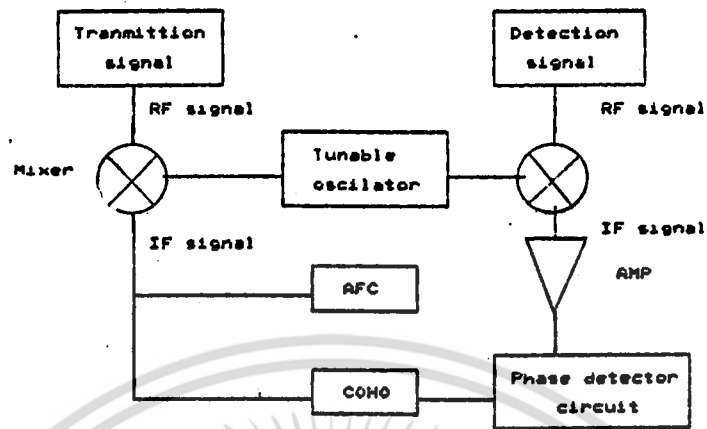 Tranmittion
signal
Detection
signal
RF signal
RF signal
Mixer
Tunable
oscilator
IF signal
IF signal
AMP
AFC
COHO
Phase detector
circuit